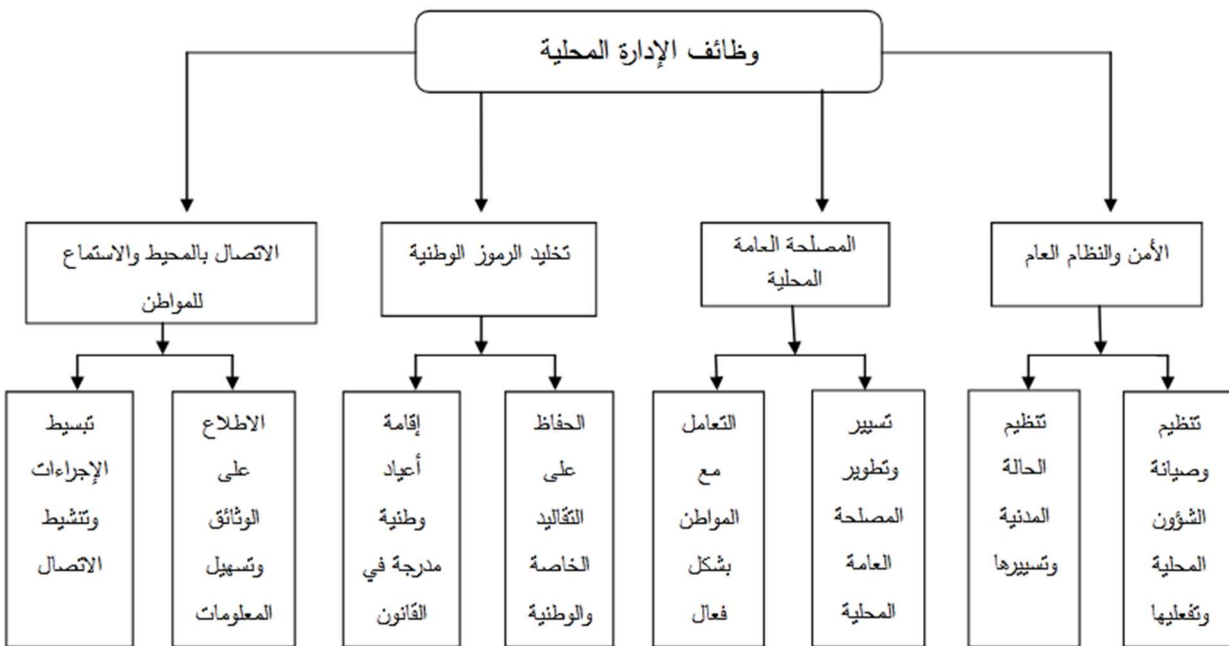 وظائف الإدارة المحلية
الأمن والنظام العام
المصلحة العامة
المحلية
تخليد الرموز الوطنية
الاتصال بالمحيط والاستماع
للمواطن
تنظيم
وصيانة
الشؤون
المحلية
وتفعليها
تنظيم
الحالة
المدنية
وتسييرها
تسيير
وتطوير
المصلحة
العامة
المحلية
التعامل
مع
المواطن
بشكل
فعال
الحفاظ
على
التقاليد
الخاصة
والوطنية
إقامة
أعياد
وطنية
مدرجة في
القانون
الاطلاع
على
الوثائق
وتسهيل
المعلومات
تبسيط
الإجراءات
وتنشيط
الاتصال